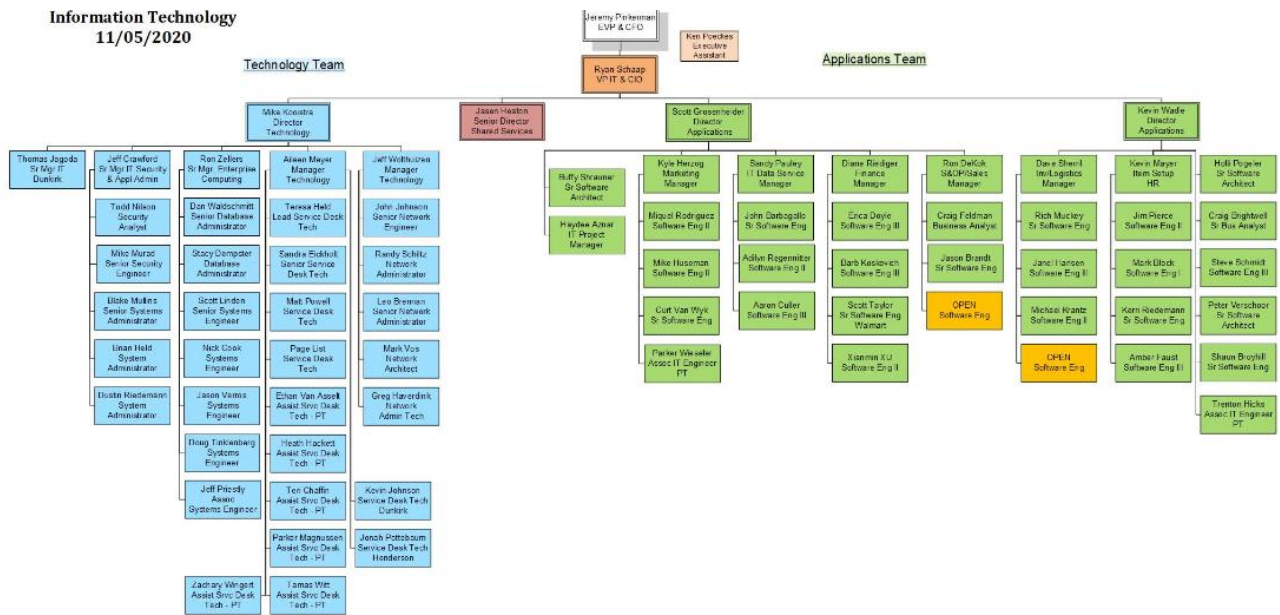 Information Technology
11/05/2020
Jeremy Pinkerman
EVP & CFO
Ken Poeckes
Executive
Assistant
Technology Team
Ryan Schaap
VP IT & CIO
Applications Team
Mike Kooistra
Director
Technology
Jasen Heaton
Senior Director
Shared Services
Scott Grosenheider
Director
Applications
Kevin Wadle
Director
Applications
Thomas Jagoda
Sr Mgr IT
Dunkirk
Jeff Crawford
Sr Mgr IT Security
& Appl Admin
Ron Zellers
Sr Mgr. Enterprise
Computing
Aileen Meyer
Manager
Technology
Jeff Wolthuizen
Manager
Technology
Todd Nilson
Security
Analyst
Mike Murad
Senior Security
Engineer
Blake Mullins
Senior Systems
Administrator
Brian Held
System
Administrator
Dustin Riedemann
System
Administrator
Dan Waldschmitt
Senior Database
Administrator
Stacy Dempster
Database
Administrator
Scott Lindon
Senior Systems
Engineer
Nick Cook
Systems
Engineer
Jason Verros
Systems
Engineer
Doug Tinklenberg
Systems
Engineer
Jeff Priestly
Assoc
Systems Engineer
Teresa Held
Lead Service Desk
Tech
Sandra Eickholt
Senior Service
Desk Tech
Matt Powell
Service Desk
Tech
Page List
Service Desk
Tech
Ethan Van Asselt
Assist Srvc Desk
Tech - PT
Heath Hackett
Assist Srvc Desk
Tech - PT
Teri Chaffin
Assist Srvc Desk
Tech - PT
Parker Magnussen
Assist Srvc Desk
Tech - PT
Zachary Wingert
Assist Srvc Desk
Tech - PT
Tamas Witt
Assist Srvc Desk
Tech - PT
John Johnson
Senior Network
Engineer
Randy Schiltz
Network
Administrator
Leo Brennan
Senior Network
Administrator
Mark Vos
Network
Architect
Greg Haverdink
Network
Admin Tech
Kevin Johnson
Service Desk Tech
Dunkirk
Jonah Pottebaum
Service Desk Tech
Henderson
Buffy Shrauner
Sr Software
Architect
Haydee Aznar
IT Project
Manager
Kyle Herzog
Marketing
Manager
Miquel Rodriguez
Software Eng II
Mike Huseman
Software Eng II
Curt Van Wyk
Sr Software Eng
Parker Wieseler
Assoc IT Engineer
PT
Sandy Pauley
IT Data Service
Manager
John Barbagallo
Sr Software Eng
Adilyn Regennitter
Software Eng II
Aaron Culler
Software Eng III
Diane Riediger
Finance
Manager
Erica Doyle
Software Eng III
Barb Koskovich
Software Eng III
Scott Taylor
Sr Software Eng
Walmart
Xianmin XU
Software Eng II
Ron DeKok
S&OP/Sales
Manager
Craig Feldman
Business Analyst
Jason Brandt
Sr Software Eng
OPEN
Software Eng
Dave Sherril
Inv/Logistics
Manager
Rich Muckey
Sr Software Eng
Janel Hansen
Software Eng III
Michael Krantz
Software Eng II
OPEN
Software Eng
Kevin Mayer
Item Setup
HR
Jim Pierce
Software Eng II
Mark Block
Software Eng I
Kern Riedemann
Sr Software Eng
Amber Faust
Software Eng III
Holli Pogeler
Sr Software
Architect
Craig Brightwell
Sr Bus Analyst
Steve Schmidt
Software Eng III
Peter Verschoor
Sr Software
Architect
Shaun Broyhill
Sr Software Eng
Trenton Hicks
Assoc IT Engineer
PT